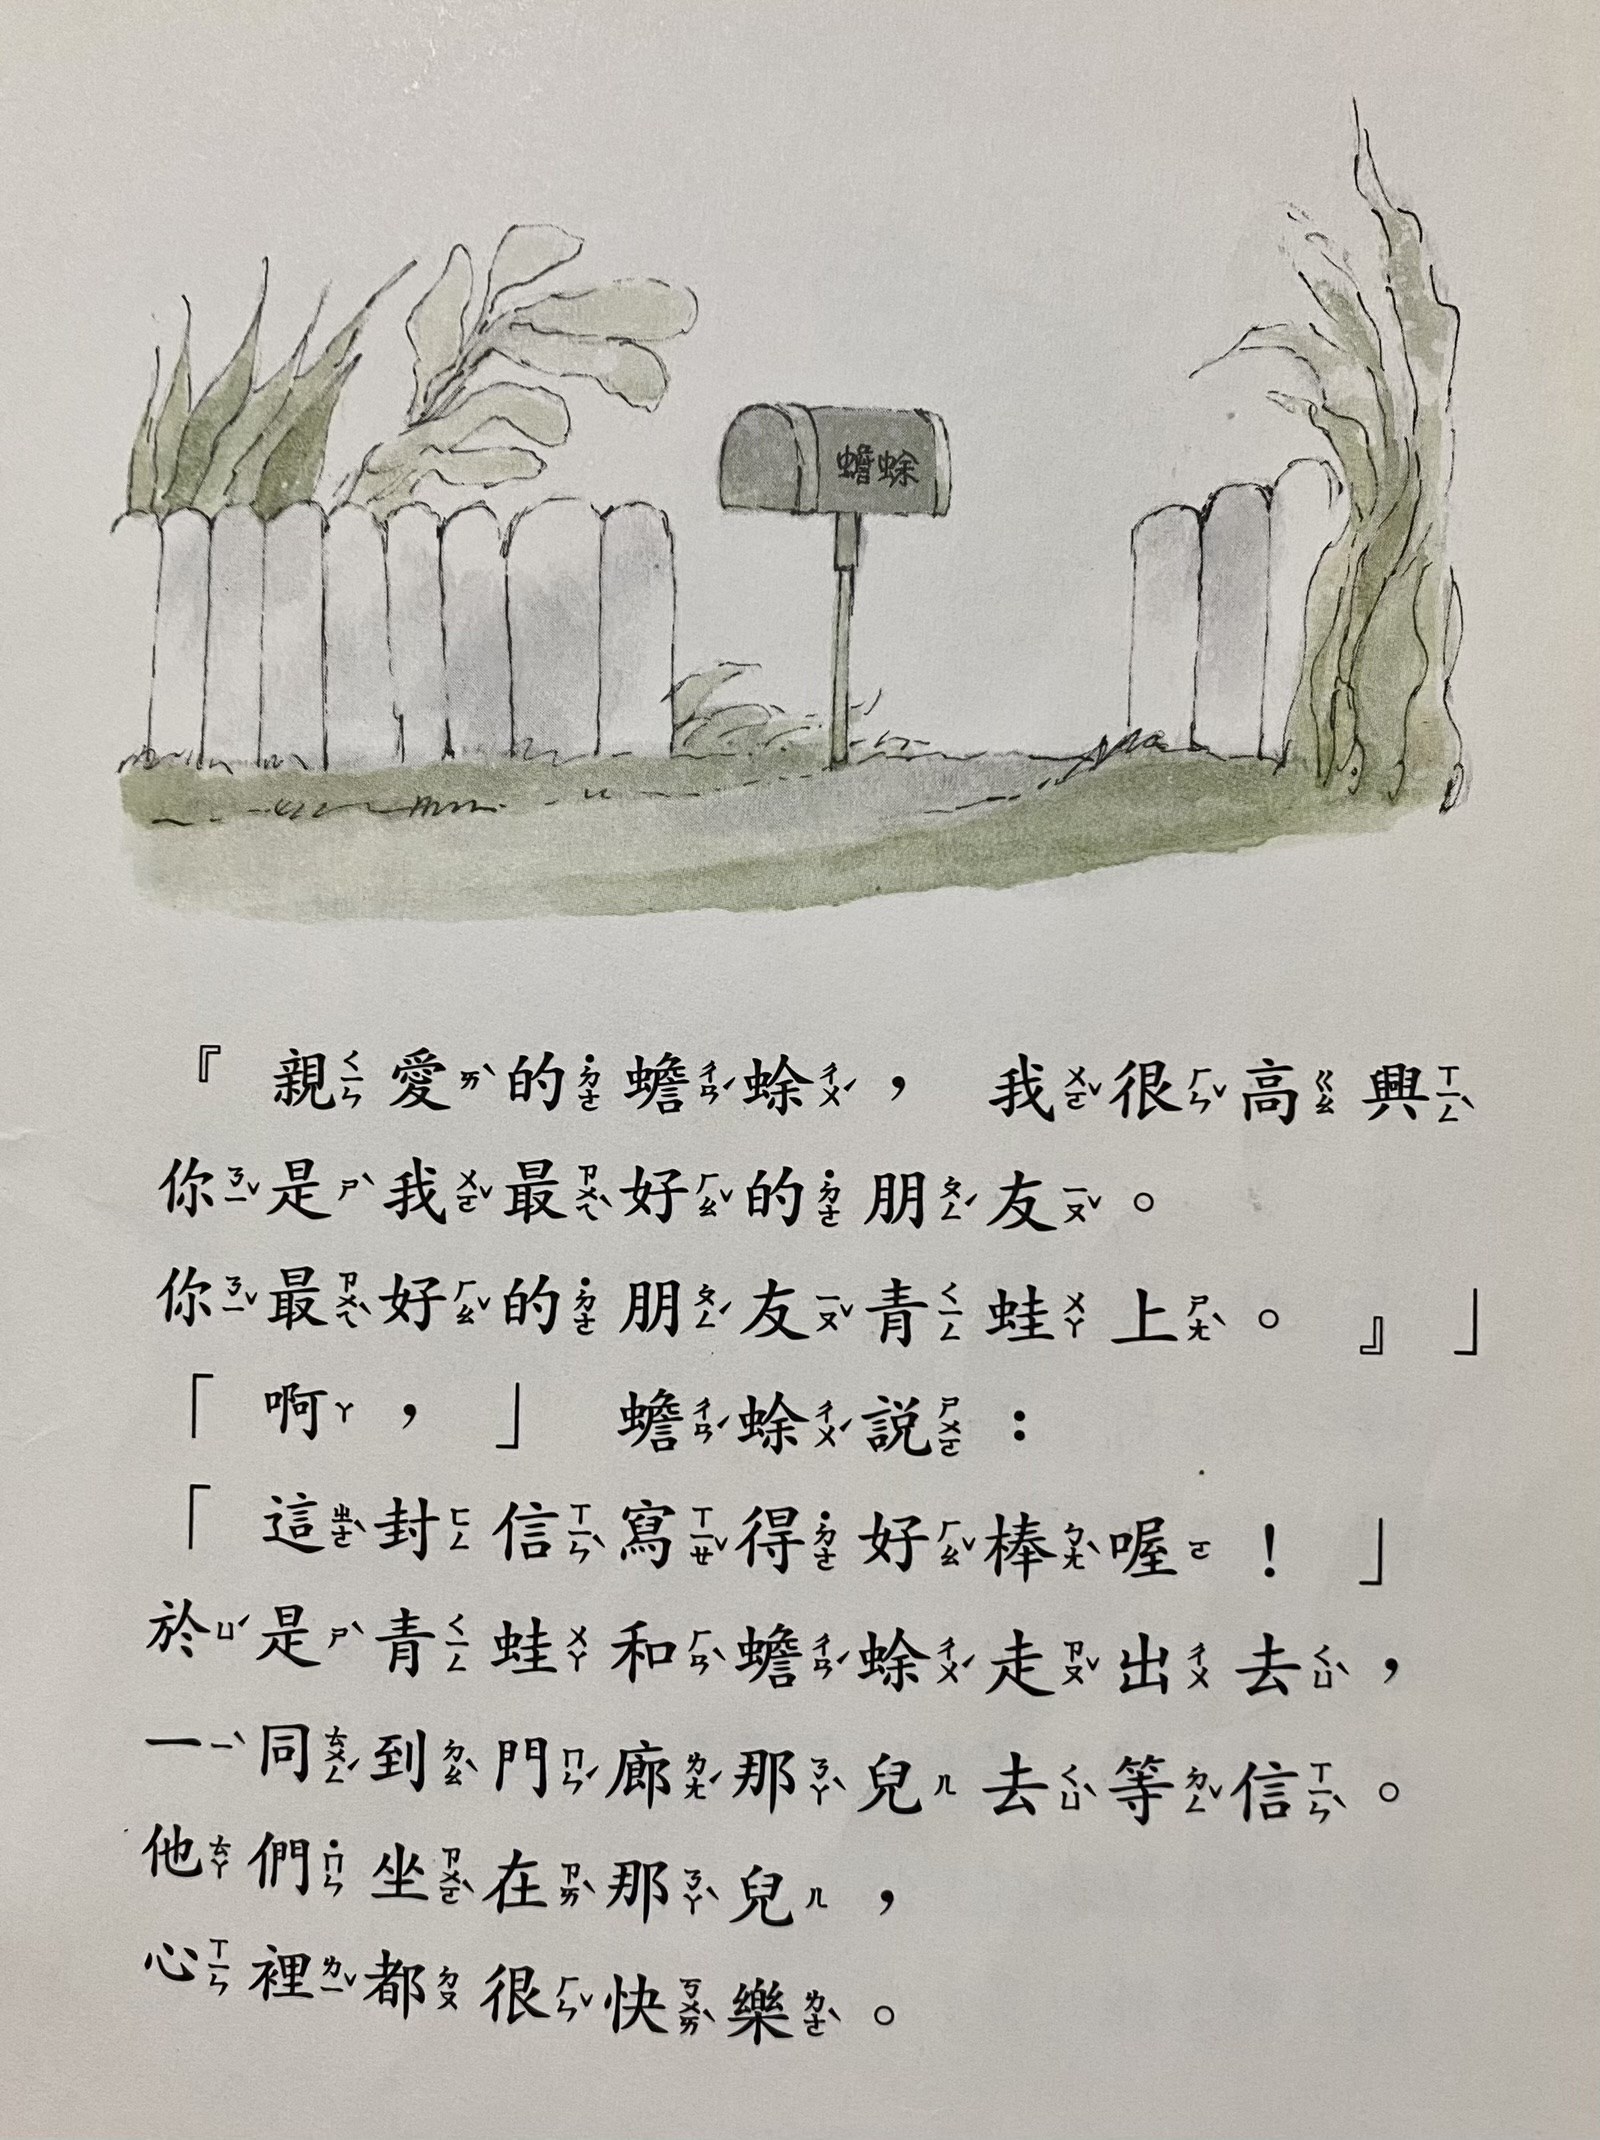 蟾蜍
『親愛的蟾蜍，我很高興
你是我最好的朋友。
你最好的朋友青蛙上。』」
「啊，」蟾蜍說：
「這封信寫得好棒喔！」
於是青蛙和蟾蜍走出去，
一同到門廊那兒去等信。
他們坐在那兒，
心裡都很快樂。